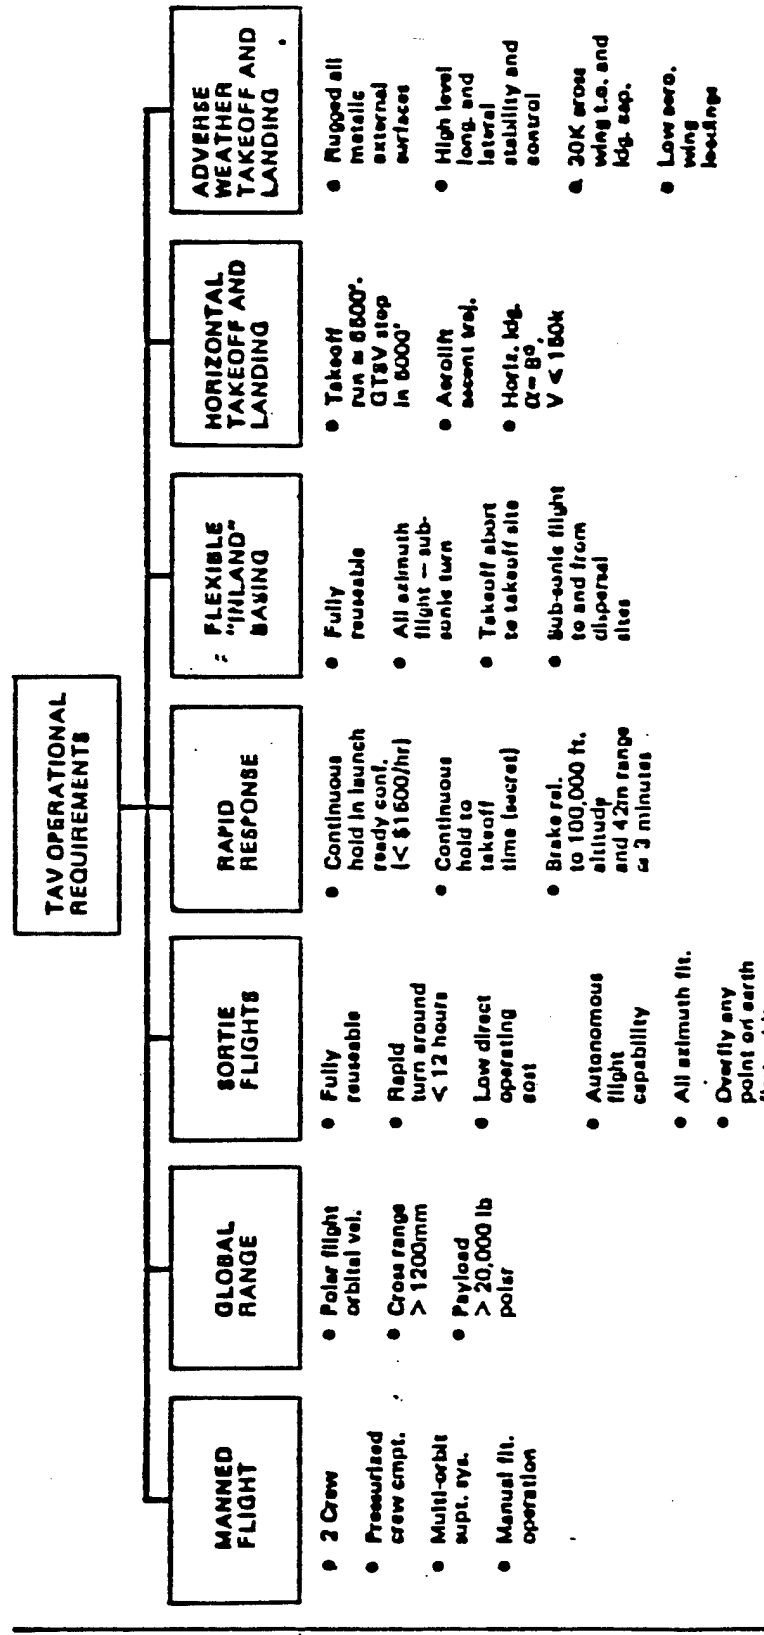 TAV OPERATIONAL
REQUIREMENTS
MANNED
FLIGHT
• 2 Crew
• Pressurized
crew cmpt.
• Multi-orbit
supt. sys.
• Manual flt.
operation
GLOBAL
RANGE
• Polar flight
orbital vel.
• Cross range
> 1200nm
• Payload
> 20,000 lb
polar
SORTIE
FLIGHTS
• Fully
reuseable
• Rapid
turn around
< 12 hours
• Low direct
operating
cost
• Autonomous
flight
capability
• All azimuth flt.
• Overfly any
point on earth
RAPID
RESPONSE
• Continuous
hold in launch
ready conf.
(< $1500/hr)
• Continuous
hold to
takeoff
time (secret)
• Brake rel.
to 100,000 ft.
altitude
and 42nm range
≈ 3 minutes
FLEXIBLE
"INLAND"
BASING
• Fully
reuseable
• All azimuth
flight – sub-
sonic turn
• Takeoff abort
to takeoff site
• Sub-sonic flight
to and from
dispersal
sites
HORIZONTAL
TAKEOFF AND
LANDING
• Takeoff
run ≈
GTSV stop
in
• Aerolift
ascent traj.
• Horiz. ldg.
α = 8°,
V < 150k
ADVERSE
WEATHER
TAKEOFF AND
LANDING
• Rugged all
metallic
external
surfaces
• High level
long. and
lateral
stability and
control
• 30K cross
wing t.o. and
ldg. cap.
• Low aero.
wing
loadings